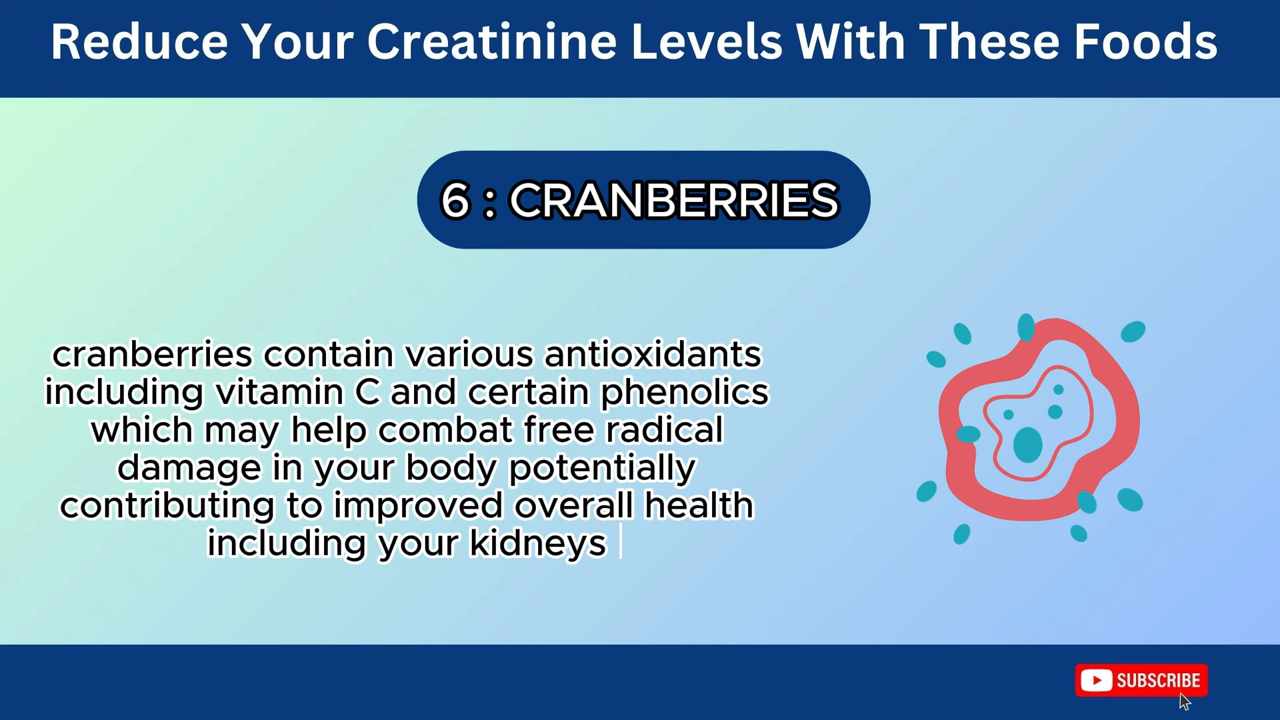 Reduce Your Creatinine Levels With These Foods
6 : CRANBERRIES
cranberries contain various antioxidants
including vitamin C and certain phenolics
which may help combat free radical
damage in your body potentially
contributing to improved overall health
including your kidneys
SUBSCRIBE